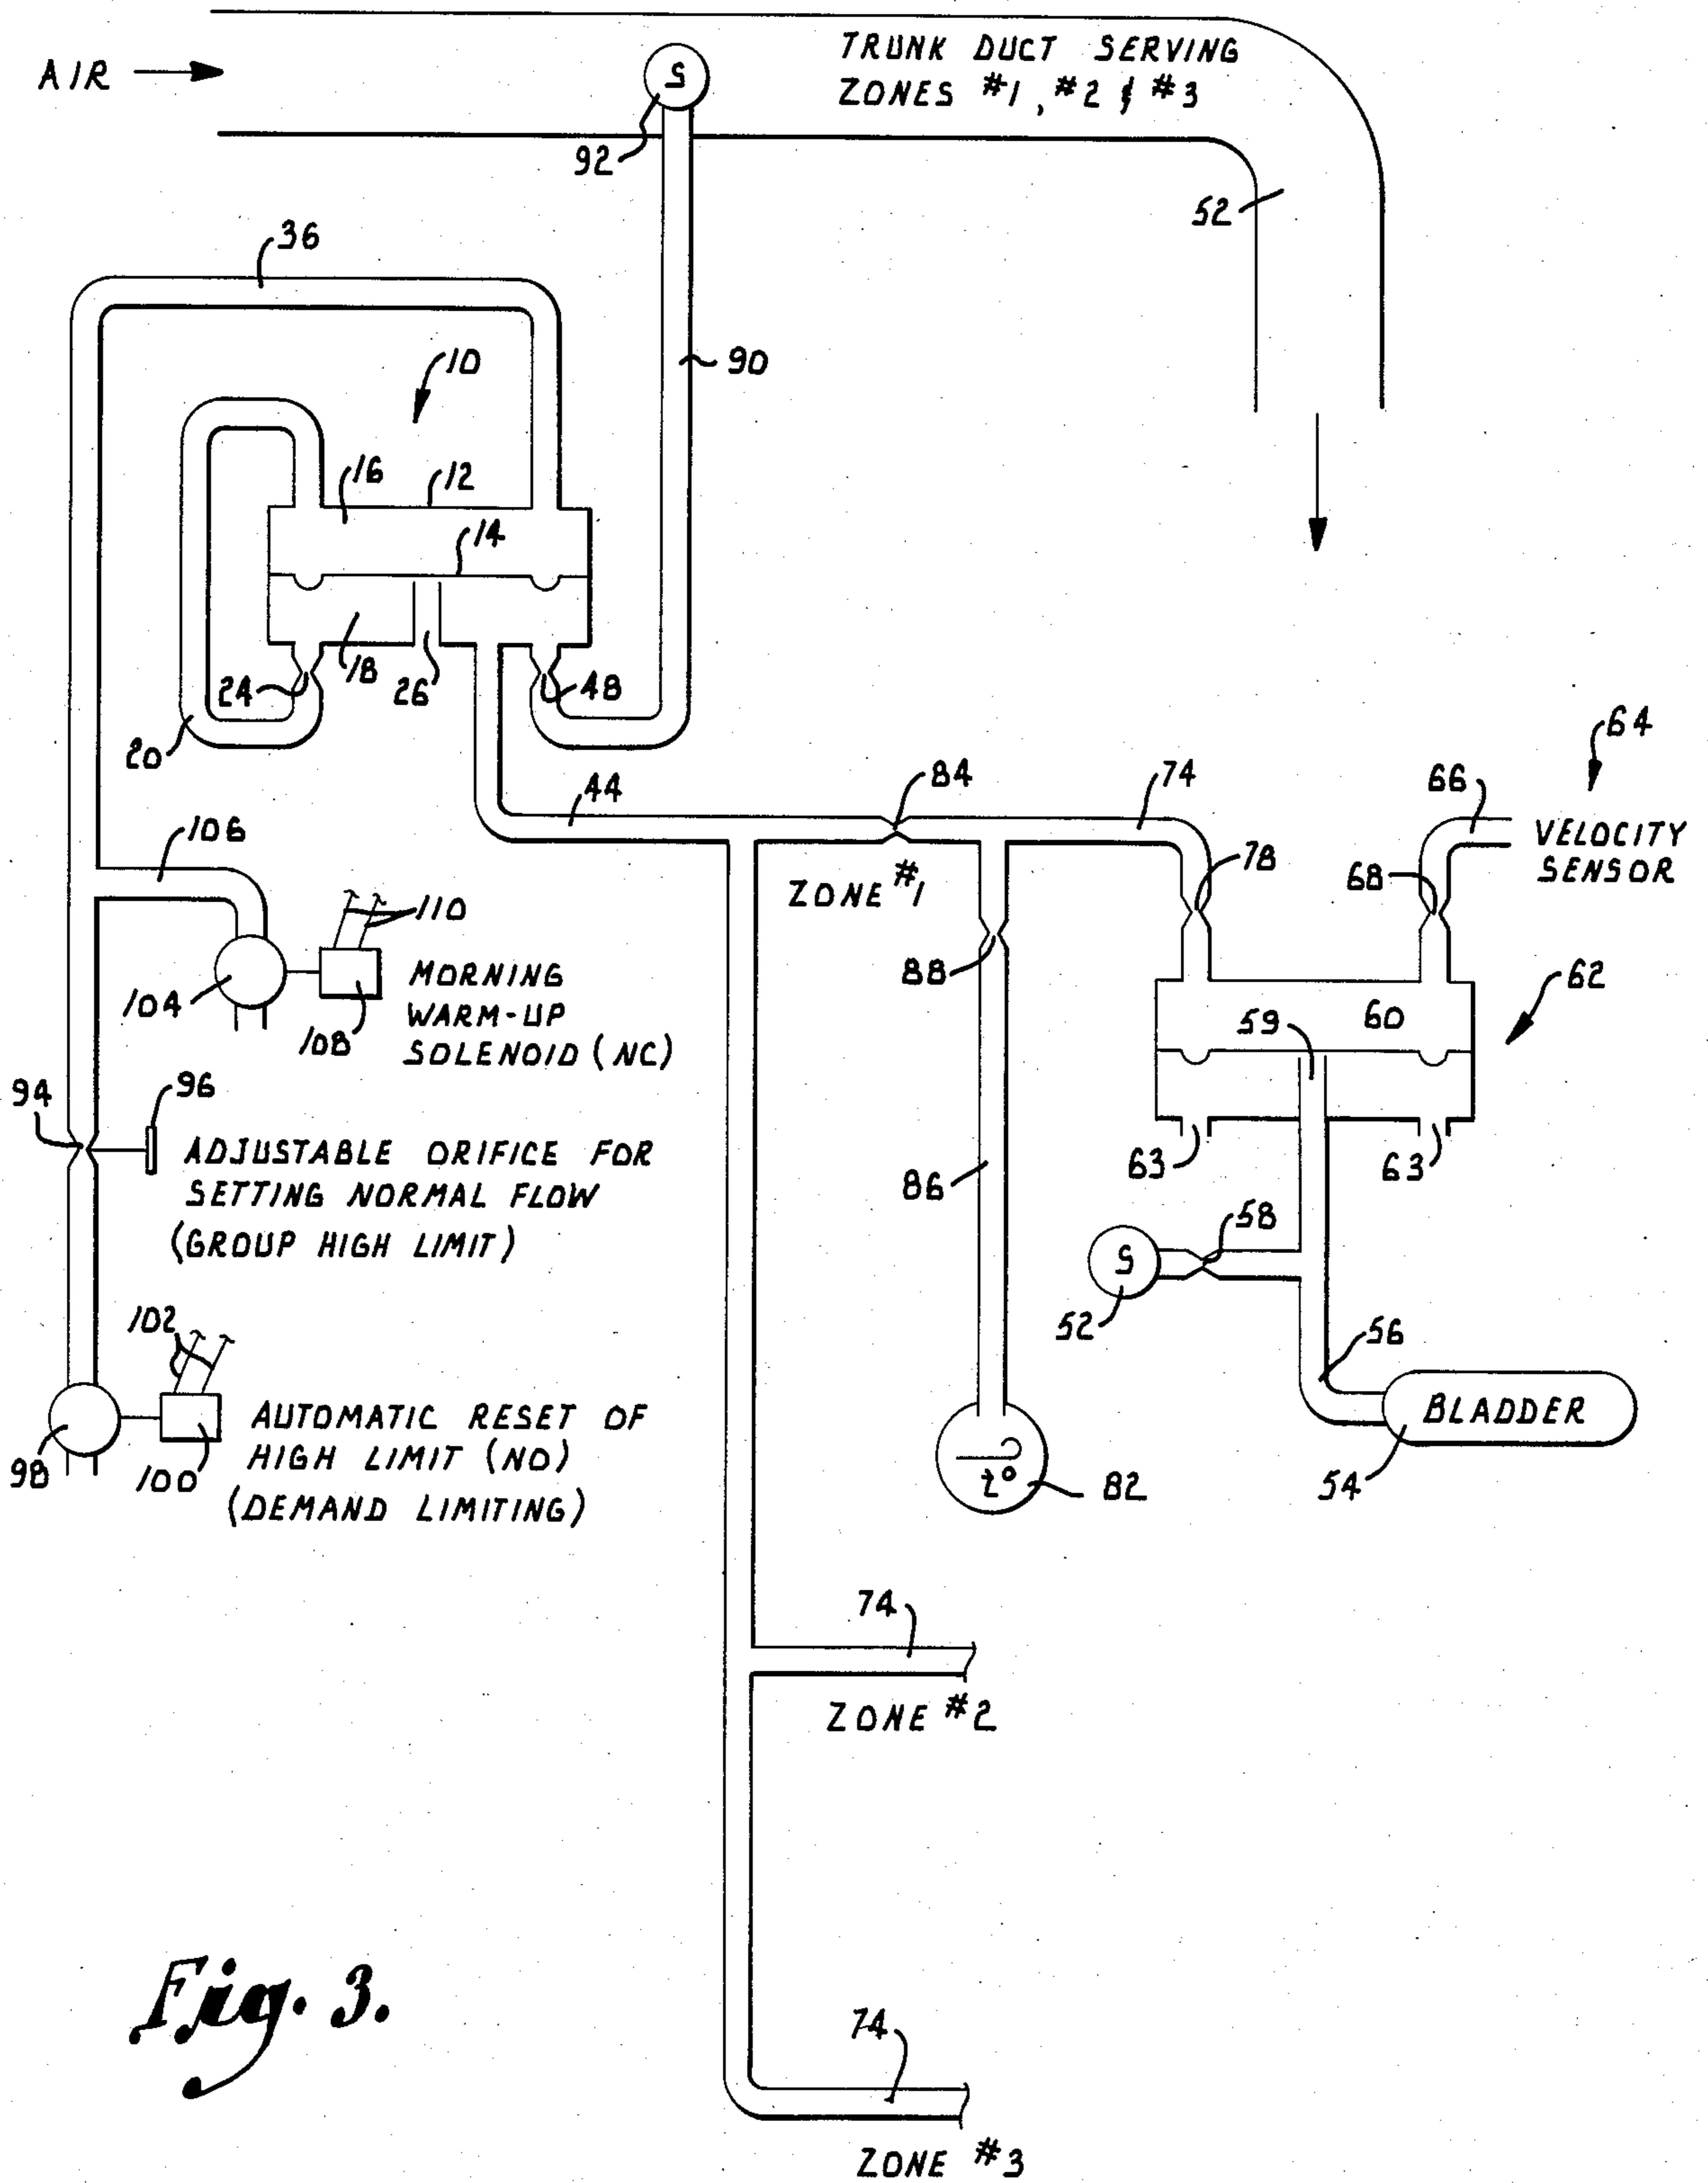 TRUNK DUCT SERVING
ZONES #1, #2 & #3
AIR
S
92
52
36
10
90
16
12
14
24
18
26
48
20
64
44
84
74
66
VELOCITY
SENSOR
106
ZONE #1
78
68
110
88
62
104
108
MORNING
WARM-UP
SOLENOID (NC)
59
60
94
96
ADJUSTABLE ORIFICE FOR
SETTING NORMAL FLOW
(GROUP HIGH LIMIT)
63
63
86
58
S
52
102
56
AUTOMATIC RESET OF
HIGH LIMIT (NO)
(DEMAND LIMITING)
BLADDER
98
100
t°
82
54
74
ZONE #2
Fig. 3.
74
ZONE #3